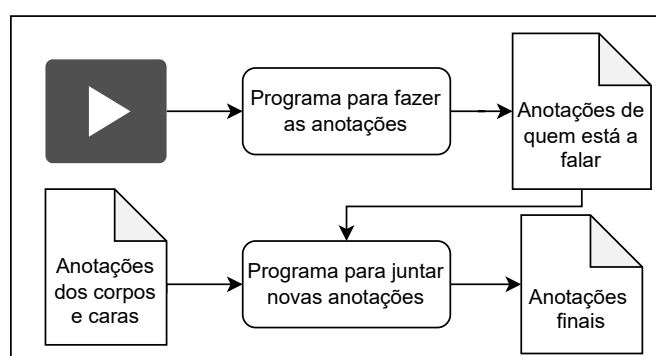 Programa para fazer
as anotações
Anotações de
quem está a
falar
Anotações
dos corpos
e caras
Programa para juntar
novas anotações
Anotações
finais